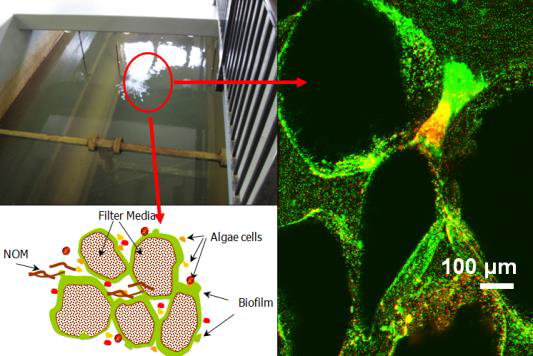 Filter Media
Algae cells
NOM
100 µm
Biofilm